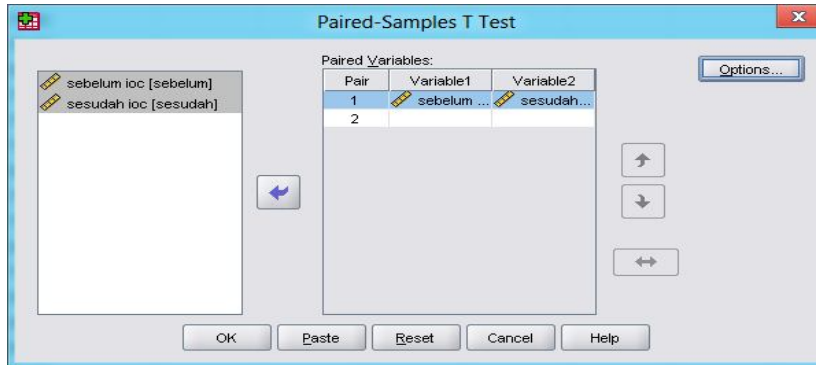 Paired-Samples T Test
x
sebelum ioc [sebelum]
sesudah ioc [sesudah]
Paired Variables:
Pair Variable1 Variable2
1 sebelum ... sesudah...
2
Options...
OK Paste Reset Cancel Help